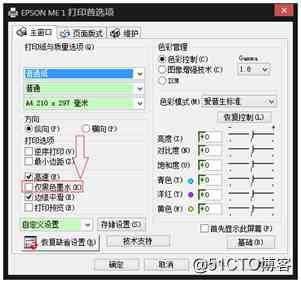 EPSON ME 1 打印首选项
主窗口 页面版式 维护
打印纸与质量选项(Q)
普通纸
普通
A4 210 x 297 毫米
方向
纵向(P) 横向(P)
打印选项
逆序打印(V)
最小边距(C)
高速(E)
仅黑色墨水(K)
边缘平滑(E)
打印预览(R)
自定义设置 存储设置(S)
恢复缺省设置(N) 技术支持
色彩管理
色彩控制(C) Gamma
图像增强技术(C) 1.8
ICM
色彩模式(M) 爱普生标准
恢复控制(L)
亮度(I) +0
对比度(N) +0
饱和度(U) +0
青色(T) +0
洋红(T) +0
黄色(W) +0
首先显示此屏幕(F)
基础(B)
确定 取消
@51CTO博客